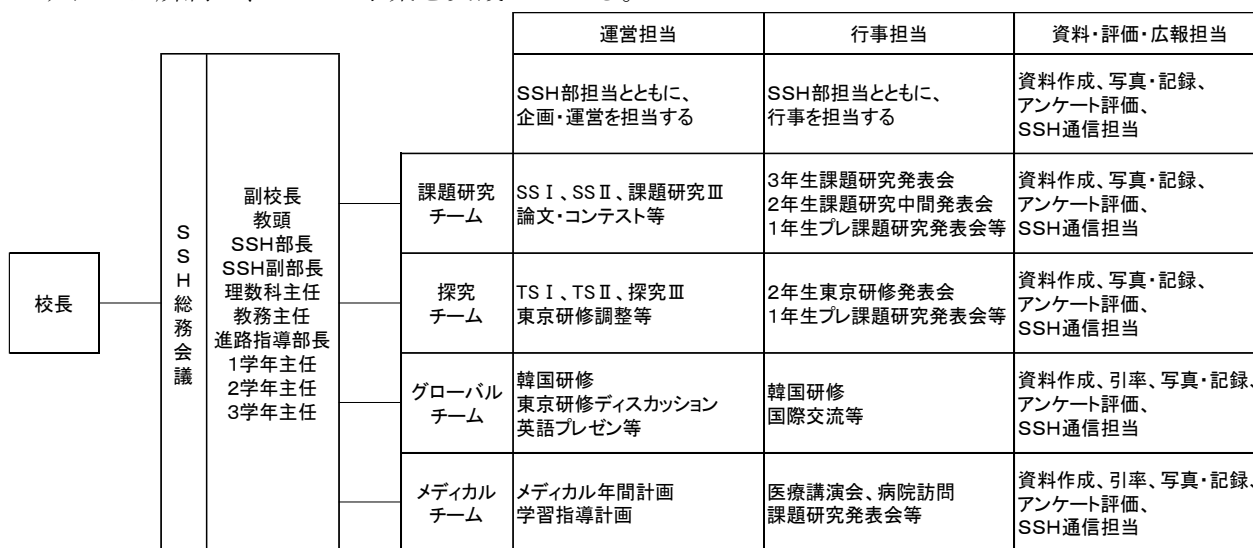 運営担当
行事担当
資料・評価・広報担当
SSH部担当とともに、
企画・運営を担当する
SSH部担当とともに、
行事を担当する
資料作成、写真・記録、
アンケート評価、
SSH通信担当
校長
SSH総務会議
副校長
教頭
SSH部長
SSH副部長
理数科主任
教務主任
進路指導部長
1学年主任
2学年主任
3学年主任
課題研究
チーム
SSⅠ、SSⅡ、課題研究Ⅲ
論文・コンテスト等
3年生課題研究発表会
2年生課題研究中間発表会
1年生プレ課題研究発表会等
資料作成、写真・記録、
アンケート評価、
SSH通信担当
探究
チーム
TSⅠ、TSⅡ、探究Ⅲ
東京研修調整等
2年生東京研修発表会
1年生プレ課題研究発表会等
資料作成、写真・記録、
アンケート評価、
SSH通信担当
グローバル
チーム
韓国研修
東京研修ディスカッション
英語プレゼン等
韓国研修
国際交流等
資料作成、引率、写真・記録、
アンケート評価、
SSH通信担当
メディカル
チーム
メディカル年間計画
学習指導計画
医療講演会、病院訪問
課題研究発表会等
資料作成、引率、写真・記録、
アンケート評価、
SSH通信担当